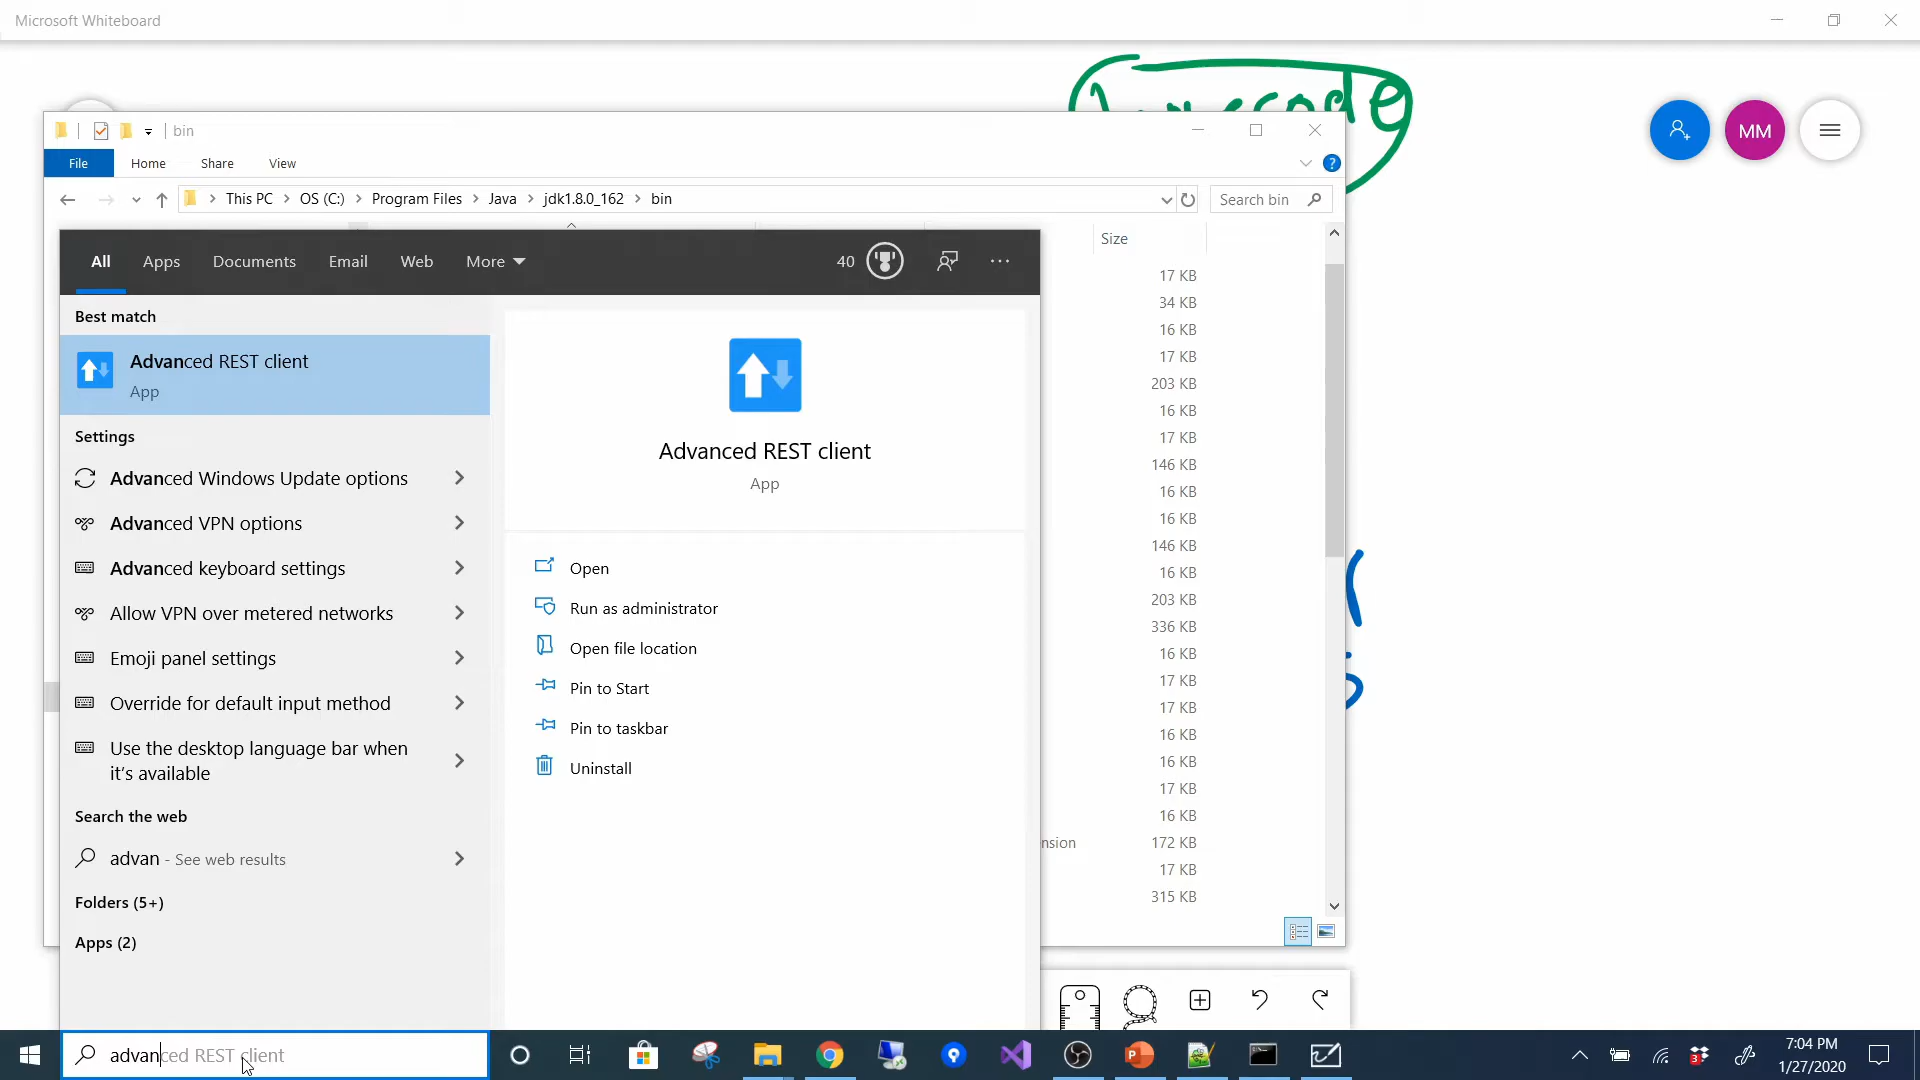 Microsoft Whiteboard
bin
File Home Share View
This PC > OS (C:) > Program Files > Java > jdk1.8.0_162 > bin
Search bin
MM
Size
17 KB
34 KB
16 KB
17 KB
203 KB
16 KB
17 KB
146 KB
16 KB
16 KB
146 KB
16 KB
203 KB
336 KB
16 KB
17 KB
17 KB
16 KB
16 KB
17 KB
16 KB
nsion 172 KB
17 KB
315 KB
All Apps Documents Email Web More 40
Best match
Advanced REST client
App
Settings
Advanced Windows Update options
Advanced VPN options
Advanced keyboard settings
Allow VPN over metered networks
Emoji panel settings
Override for default input method
Use the desktop language bar when
it's available
Search the web
advan - See web results
Folders (5+)
Apps (2)
Advanced REST client
App
Open
Run as administrator
Open file location
Pin to Start
Pin to taskbar
Uninstall
advanced REST client
3
7:04 PM
1/27/2020